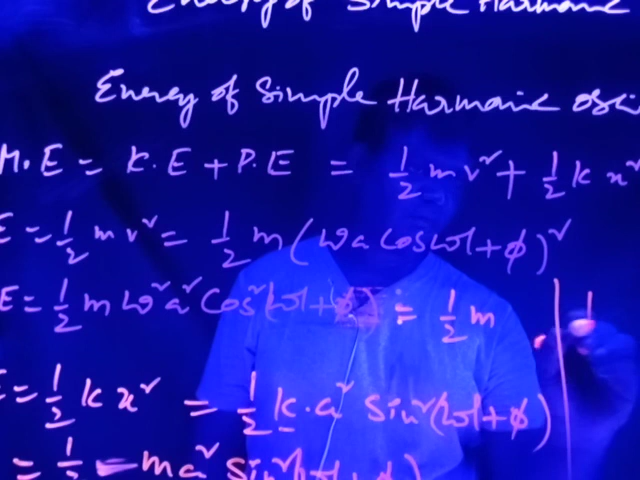 Energy of Simple Harmonic
Energy of Simple Harmonic Osci
M.E = K.E + P.E = 1/2 m v² + 1/2 k x²
E = 1/2 m v² = 1/2 m (ωa cos ωt + φ)²
E = 1/2 m ω² a² Cos² (ωt + φ) = 1/2 m
E = 1/2 k x² = 1/2 k . a² Sin² (ωt + φ)
= 1/2 ma² Sin² (ωt + φ)